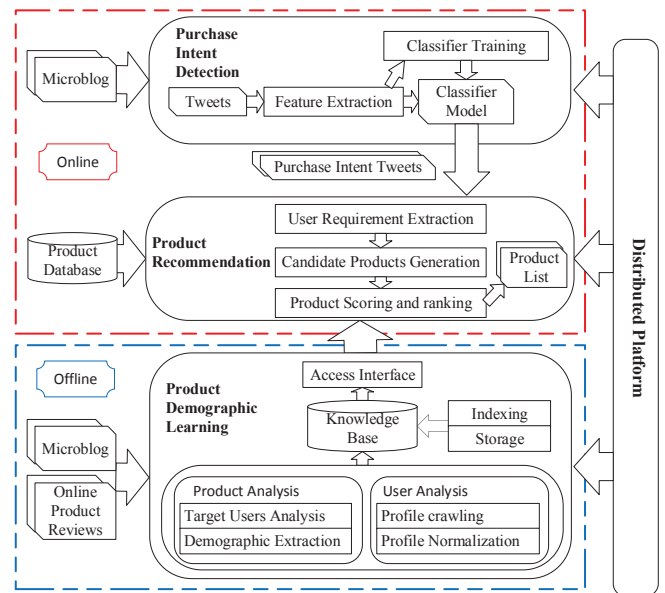 Purchase
Intent
Detection
Microblog
Tweets
Feature Extraction
Classifier Training
Classifier
Model
Online
Purchase Intent Tweets
Product
Database
Product
Recommendation
User Requirement Extraction
Candidate Products Generation
Product Scoring and ranking
Product
List
Distributed Platform
Offline
Product
Demographic
Learning
Access Interface
Knowledge
Base
Indexing
Storage
Microblog
Online
Product
Reviews
Product Analysis
Target Users Analysis
Demographic Extraction
User Analysis
Profile crawling
Profile Normalization